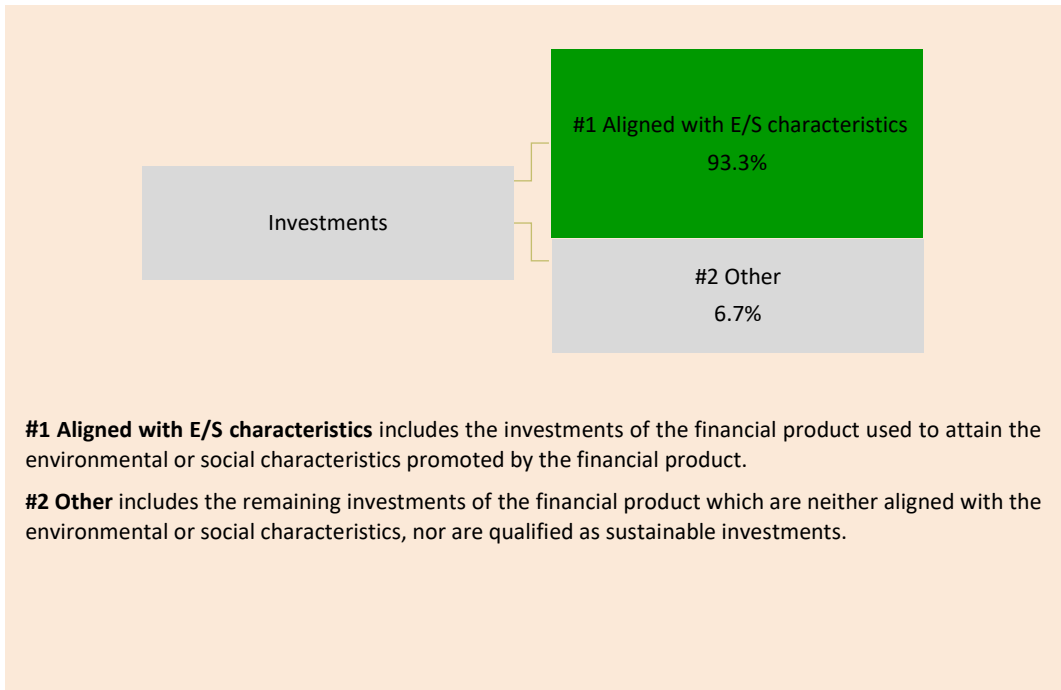 #1 Aligned with E/S characteristics
93.3%
Investments
#2 Other
6.7%
#1 Aligned with E/S characteristics includes the investments of the financial product used to attain the
environmental or social characteristics promoted by the financial product.
#2 Other includes the remaining investments of the financial product which are neither aligned with the
environmental or social characteristics, nor are qualified as sustainable investments.